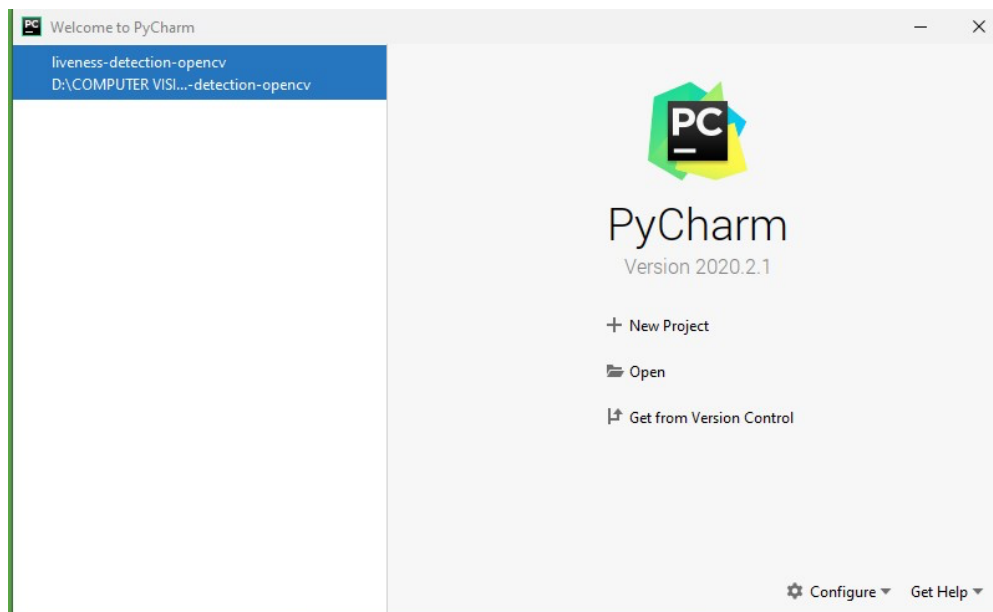 PC Welcome to PyCharm
liveness-detection-opencv
D:\COMPUTER VISI...-detection-opencv
PC
PyCharm
Version 2020.2.1
New Project
Open
Get from Version Control
Configure Get Help